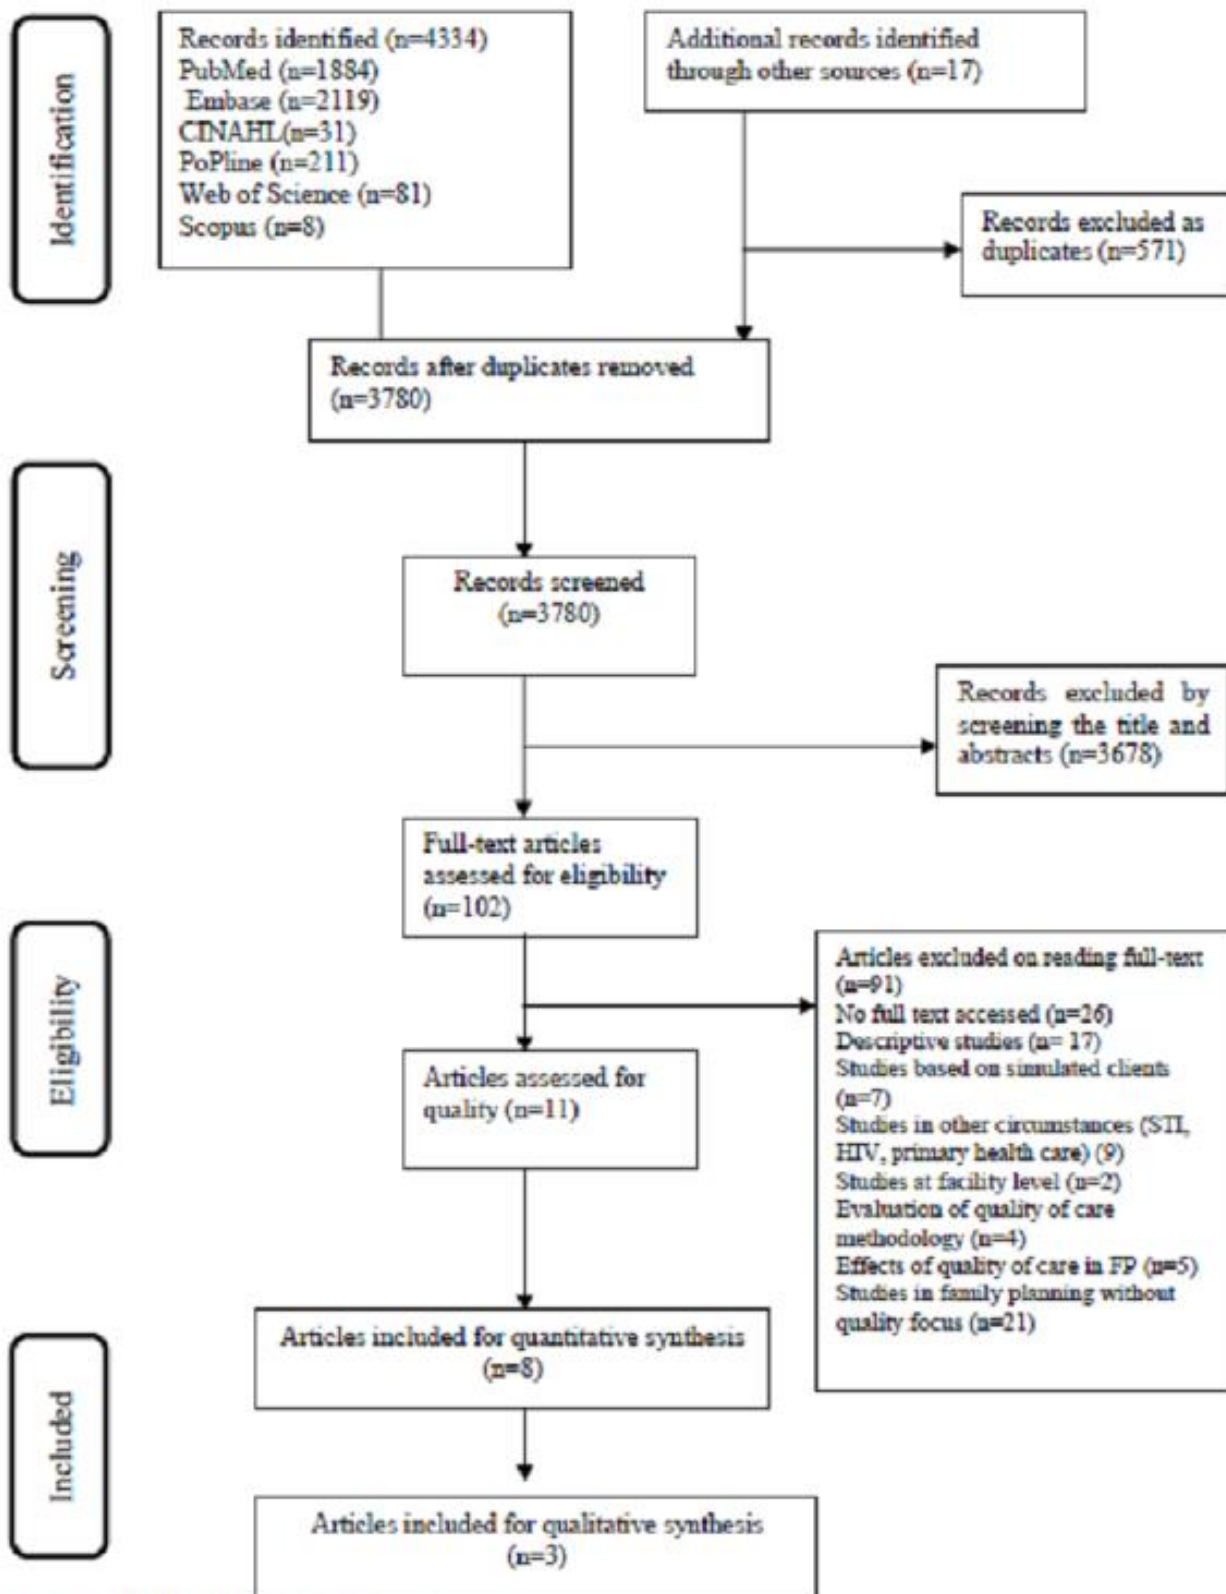 Identification
Records identified (n=4334)
PubMed (n=1884)
Embase (n=2119)
CINAHL(n=31)
PoPline (n=211)
Web of Science (n=81)
Scopus (n=8)
Additional records identified
through other sources (n=17)
Records excluded as
duplicates (n=571)
Records after duplicates removed
(n=3780)
Screening
Records screened
(n=3780)
Records excluded by
screening the title and
abstracts (n=3678)
Full-text articles
assessed for eligibility
(n=102)
Eligibility
Articles excluded on reading full-text
(n=91)
No full text accessed (n=26)
Descriptive studies (n= 17)
Studies based on simulated clients
(n=7)
Studies in other circumstances (STI,
HIV, primary health care) (9)
Studies at facility level (n=2)
Evaluation of quality of care
methodology (n=4)
Effects of quality of care in FP (n=5)
Studies in family planning without
quality focus (n=21)
Articles assessed for
quality (n=11)
Included
Articles included for quantitative synthesis
(n=8)
Articles included for qualitative synthesis
(n=3)